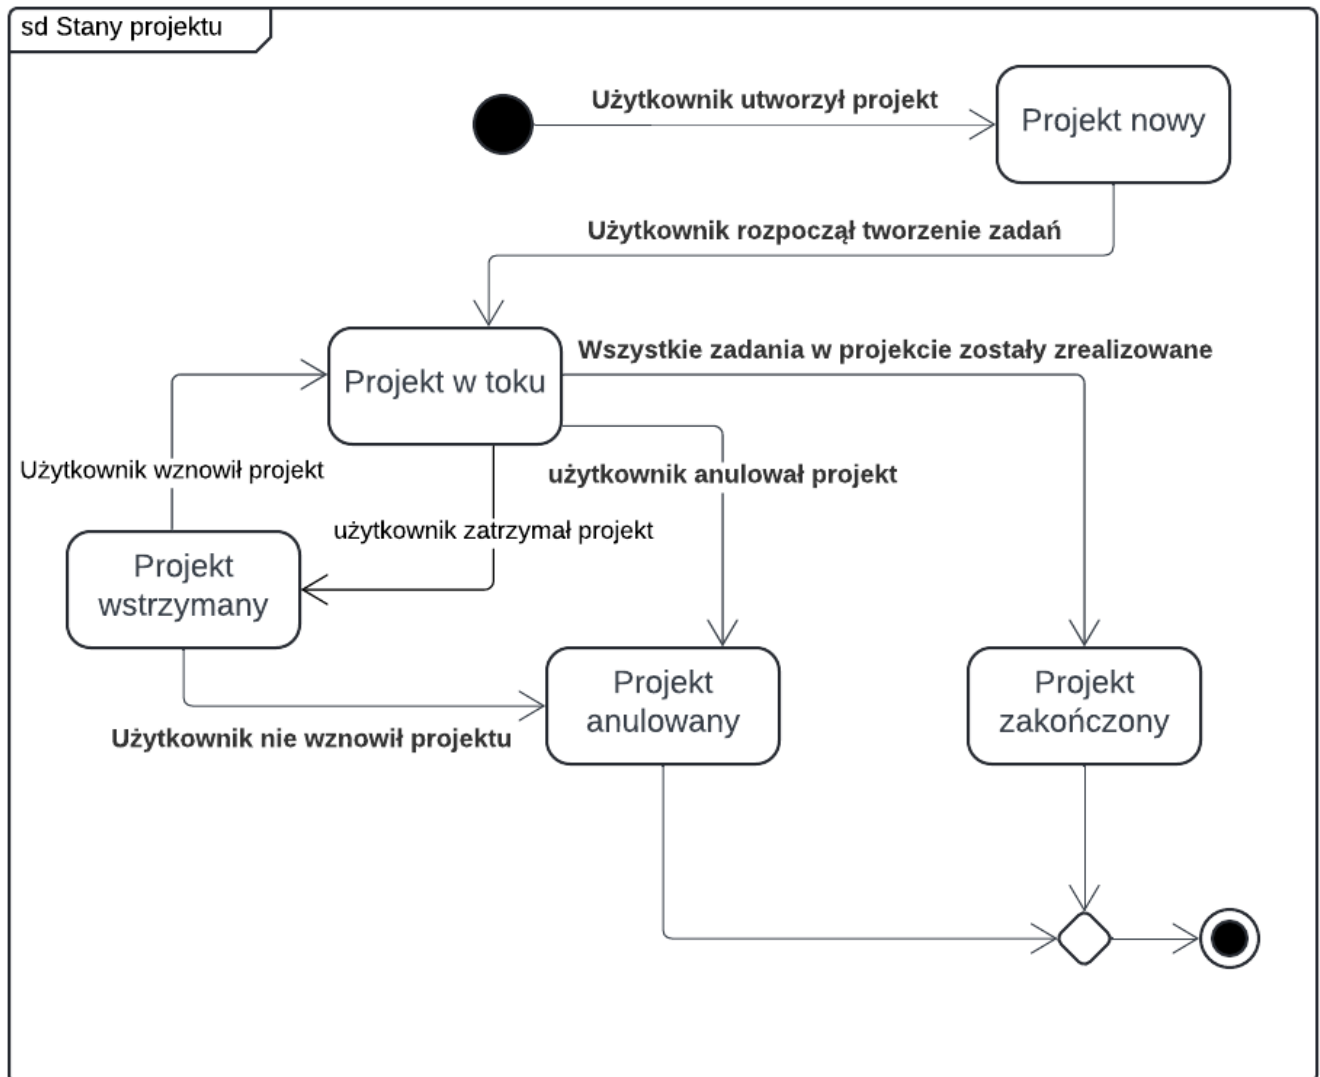 sd Stany projektu
Użytkownik utworzył projekt
Projekt nowy
Użytkownik rozpoczął tworzenie zadań
Wszystkie zadania w projekcie zostały zrealizowane
Projekt w toku
Użytkownik wznowił projekt
użytkownik anulował projekt
użytkownik zatrzymał projekt
Projekt
wstrzymany
Projekt
anulowany
Projekt
zakończony
Użytkownik nie wznowił projektu